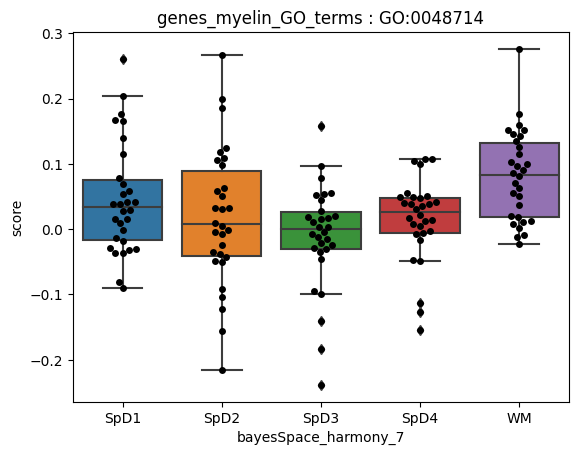 genes_myelin_GO_terms : GO:0048714
score
0.3
0.2
0.1
0.0
−0.1
−0.2
SpD1 SpD2 SpD3 SpD4 WM
bayesSpace_harmony_7